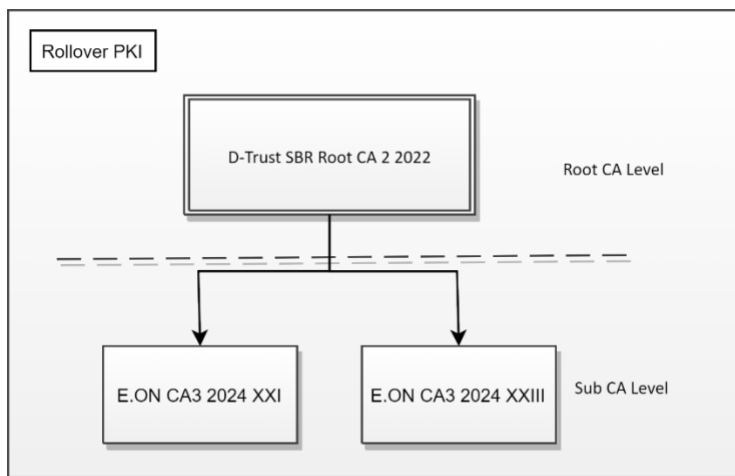 Rollover PKI
D-Trust SBR Root CA 2 2022
Root CA Level
E.ON CA3 2024 XXI
E.ON CA3 2024 XXIII
Sub CA Level